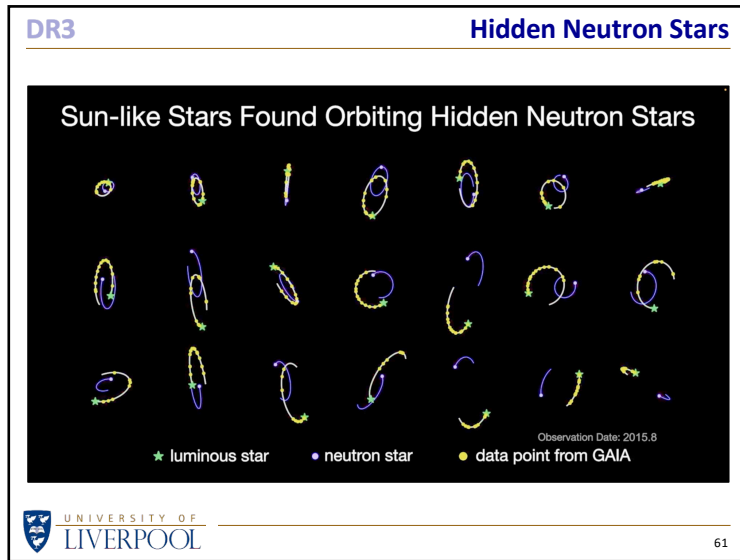 DR3
Hidden Neutron Stars
Sun-like Stars Found Orbiting Hidden Neutron Stars
Observation Date: 2015.8
luminous star
neutron star
data point from GAIA
UNIVERSITY OF
LIVERPOOL
61